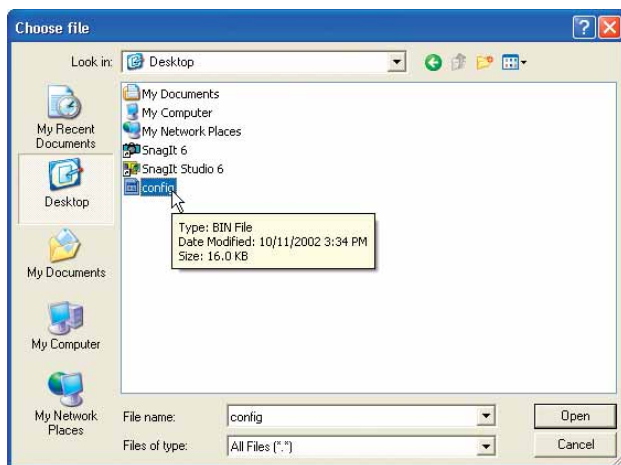 Choose file
Look in:
Desktop
My Recent
Documents
Desktop
My Documents
My Computer
My Network
Places
My Documents
My Computer
My Network Places
SnagIt 6
SnagIt Studio 6
config
Type: BIN File
Date Modified: 10/11/2002 3:34 PM
Size: 16.0 KB
File name:
config
Open
Files of type:
All Files (*.*)
Cancel